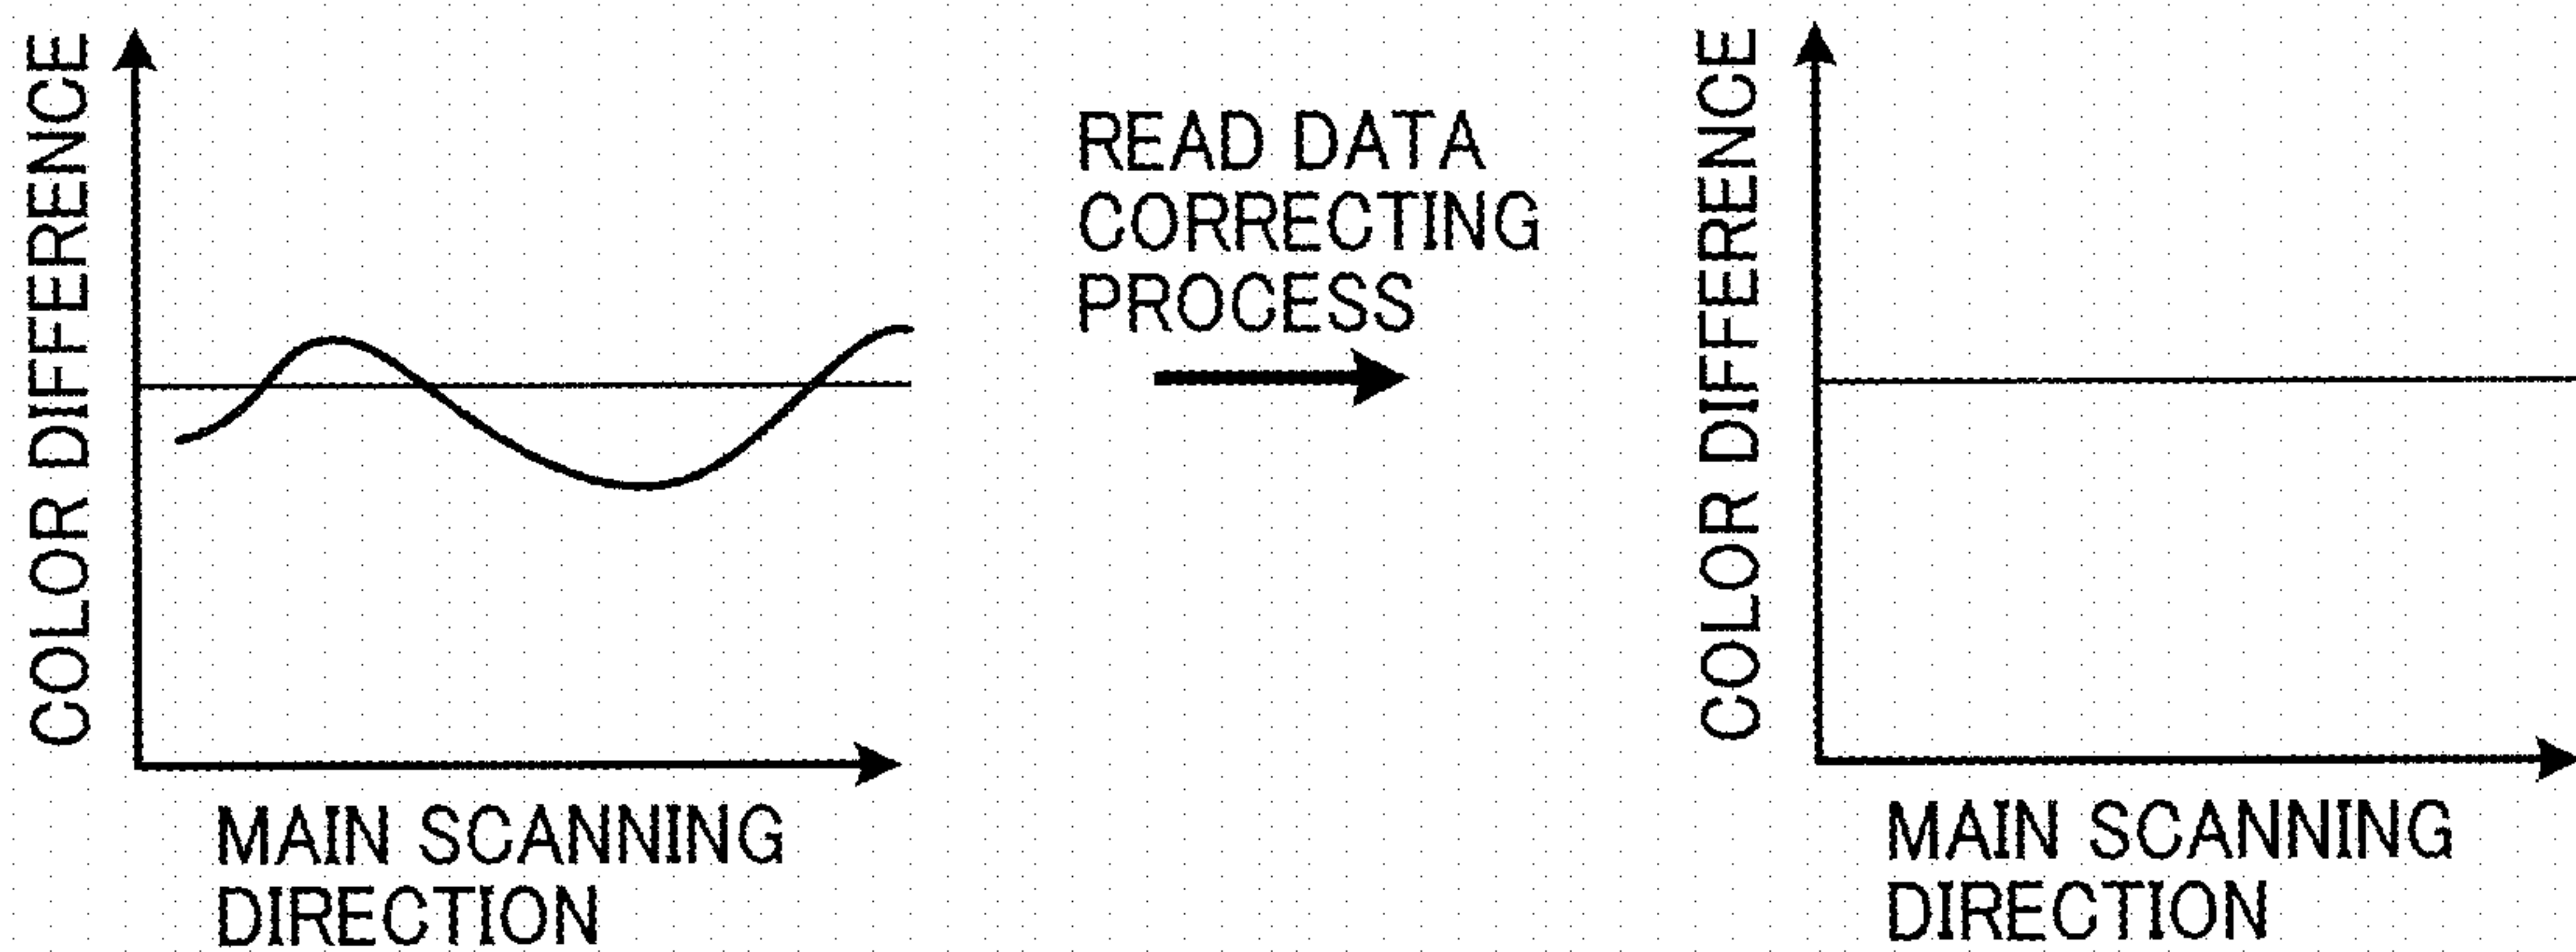 COLOR DIFFERENCE
MAIN SCANNING
DIRECTION
READ DATA
CORRECTING
PROCESS
COLOR DIFFERENCE
MAIN SCANNING
DIRECTION